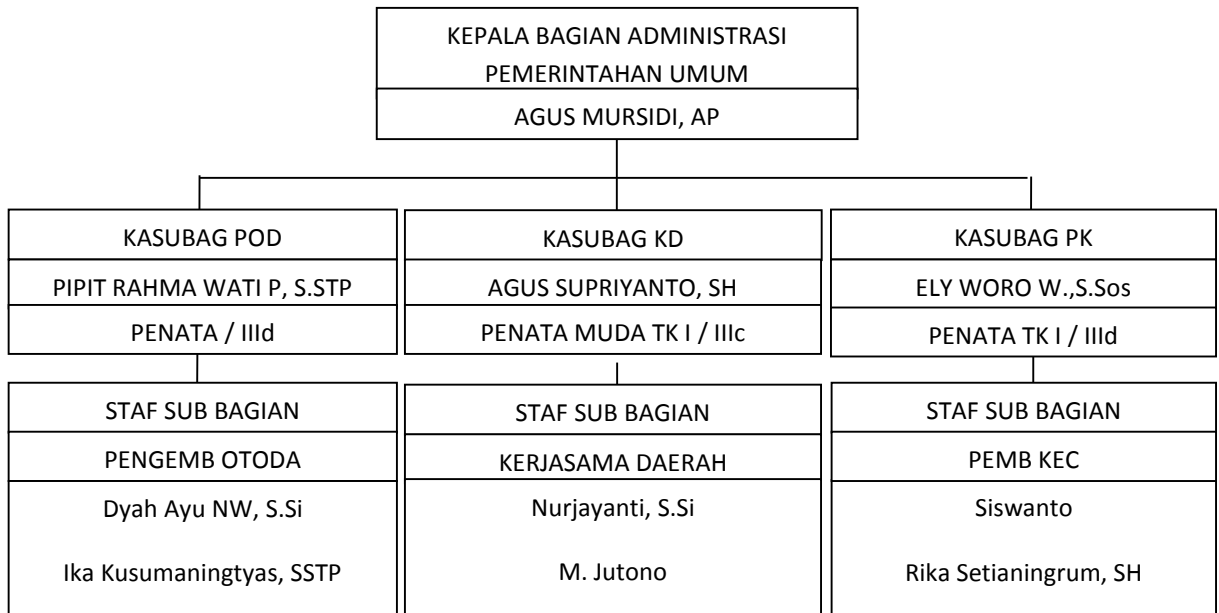 KEPALA BAGIAN ADMINISTRASI
PEMERINTAHAN UMUM
AGUS MURSIDI, AP
KASUBAG POD
PIPIT RAHMA WATI P, S.STP
PENATA / IIId
KASUBAG KD
AGUS SUPRIYANTO, SH
PENATA MUDA TK I / IIIc
KASUBAG PK
ELY WORO W.,S.Sos
PENATA TK I / IIId
STAF SUB BAGIAN
PENGEMB OTODA
Dyah Ayu NW, S.Si
Ika Kusumaningtyas, SSTP
STAF SUB BAGIAN
KERJASAMA DAERAH
Nurjayanti, S.Si
M. Jutono
STAF SUB BAGIAN
PEMB KEC
Siswanto
Rika Setianingrum, SH